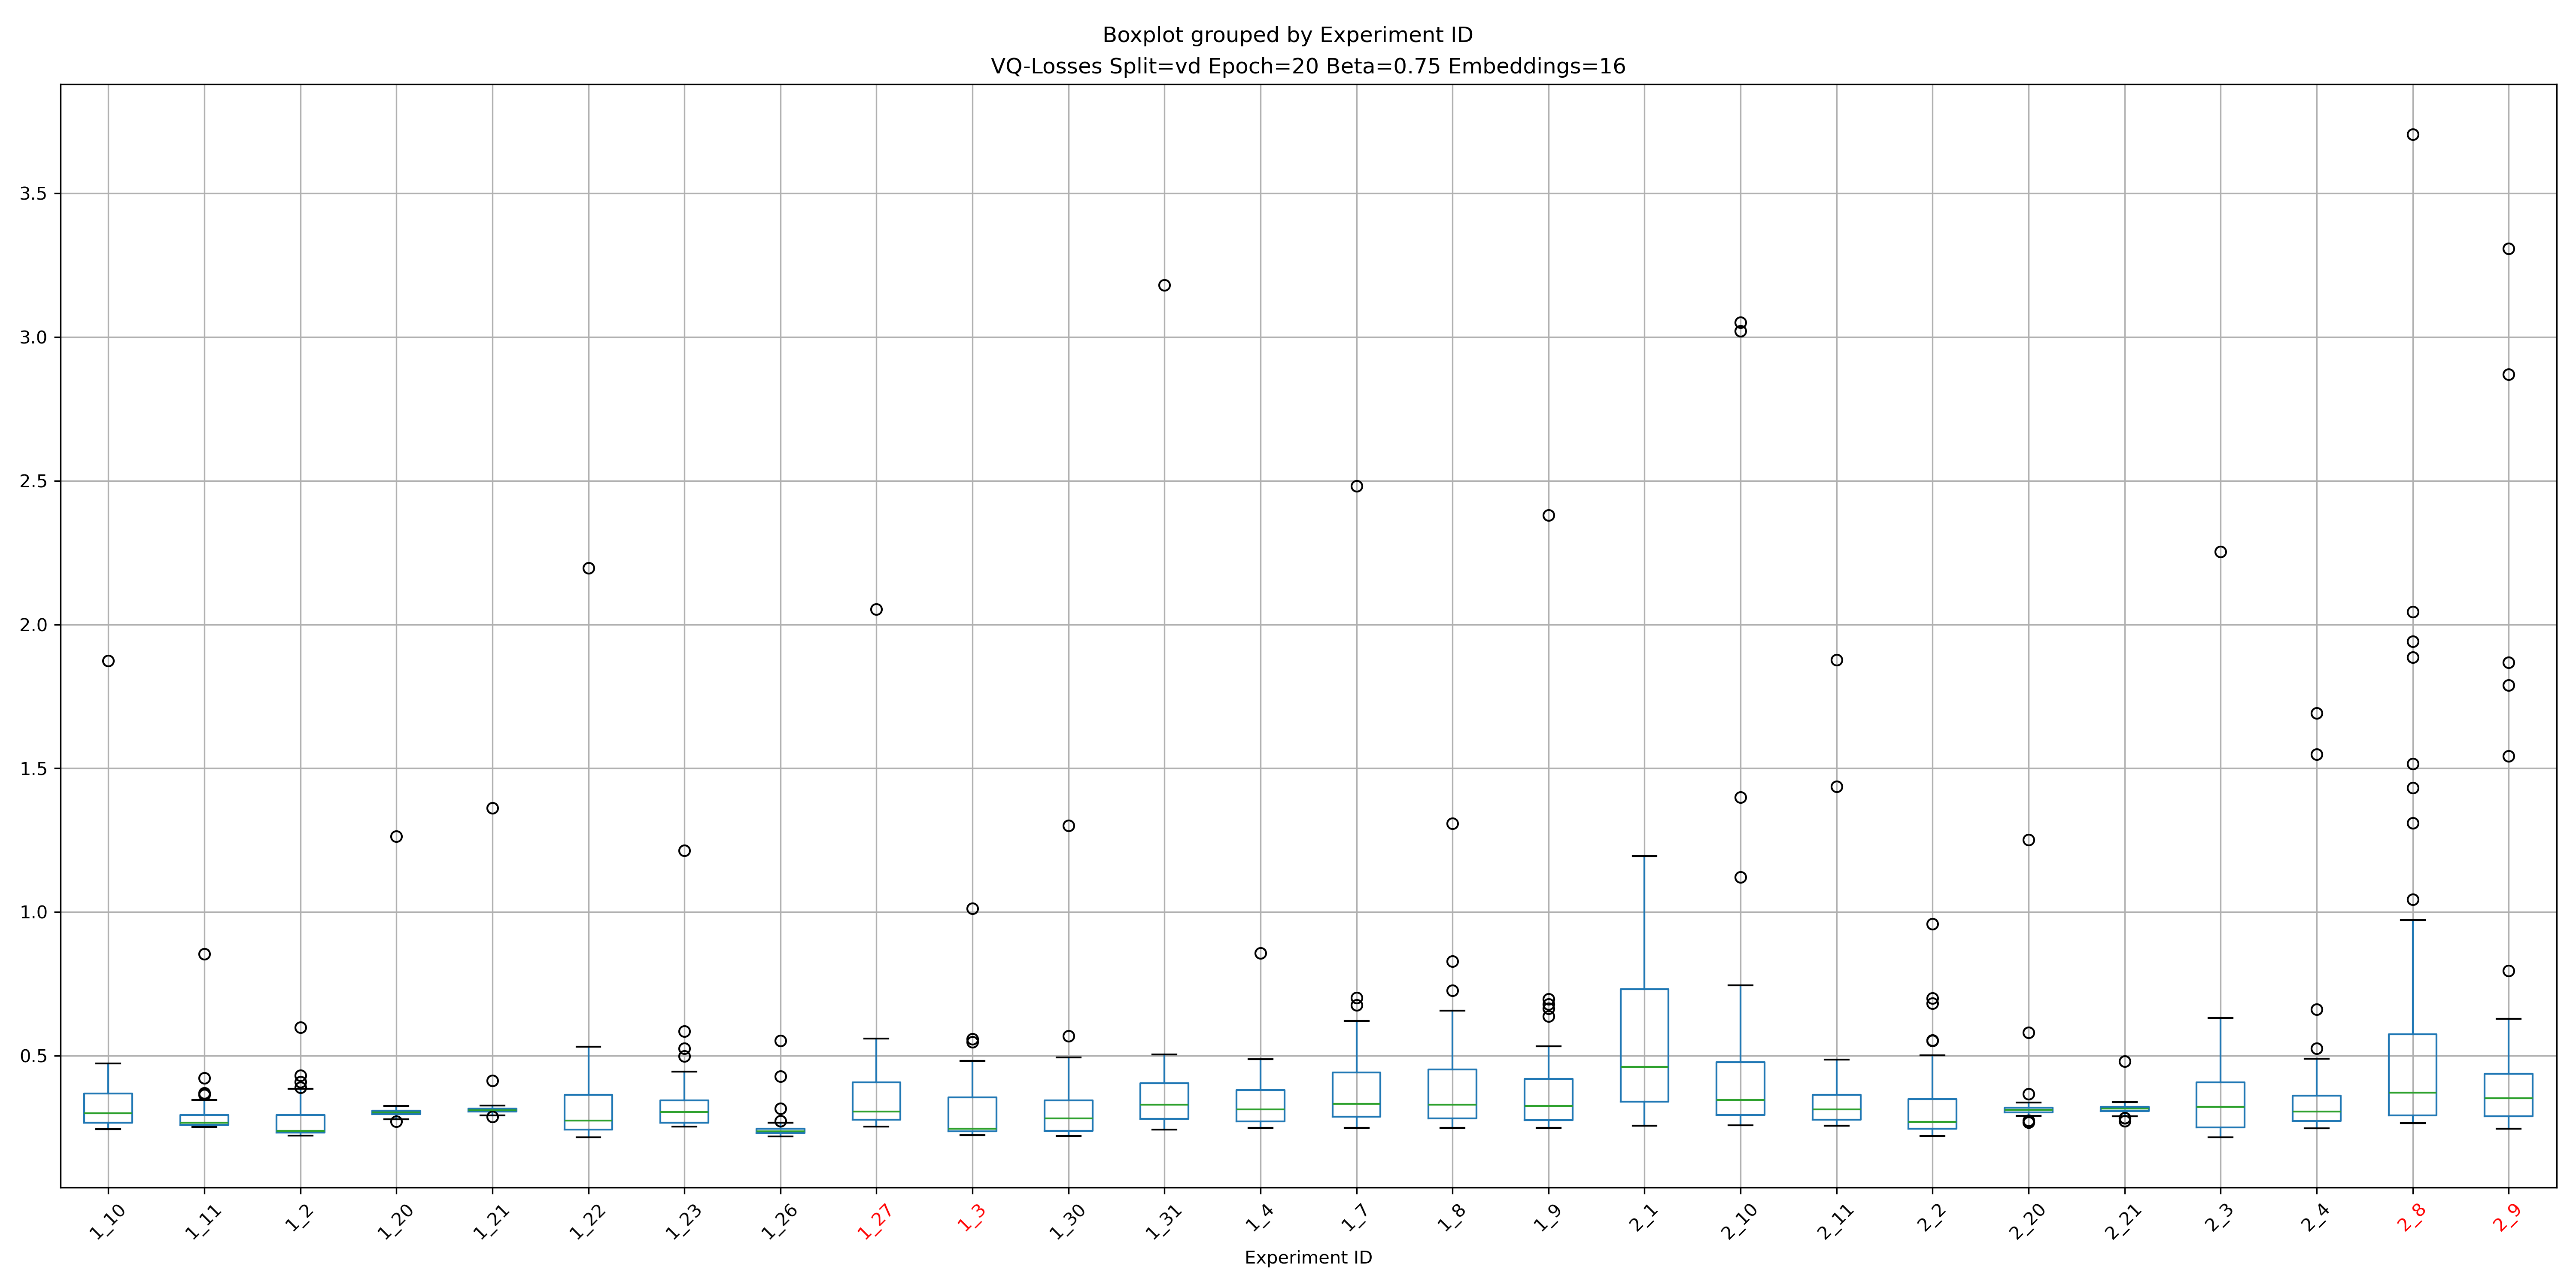 Boxplot grouped by Experiment ID
VQ-Losses Split=vd Epoch=20 Beta=0.75 Embeddings=16
3.5
3.0
2.5
2.0
1.5
1.0
0.5
1_10 1_11 1_2 1_20 1_21 1_22 1_23 1_26 1_27 1_3 1_30 1_31 1_4 1_7 1_8 1_9 2_1 2_10 2_11 2_2 2_20 2_21 2_3 2_4 2_8 2_9
Experiment ID